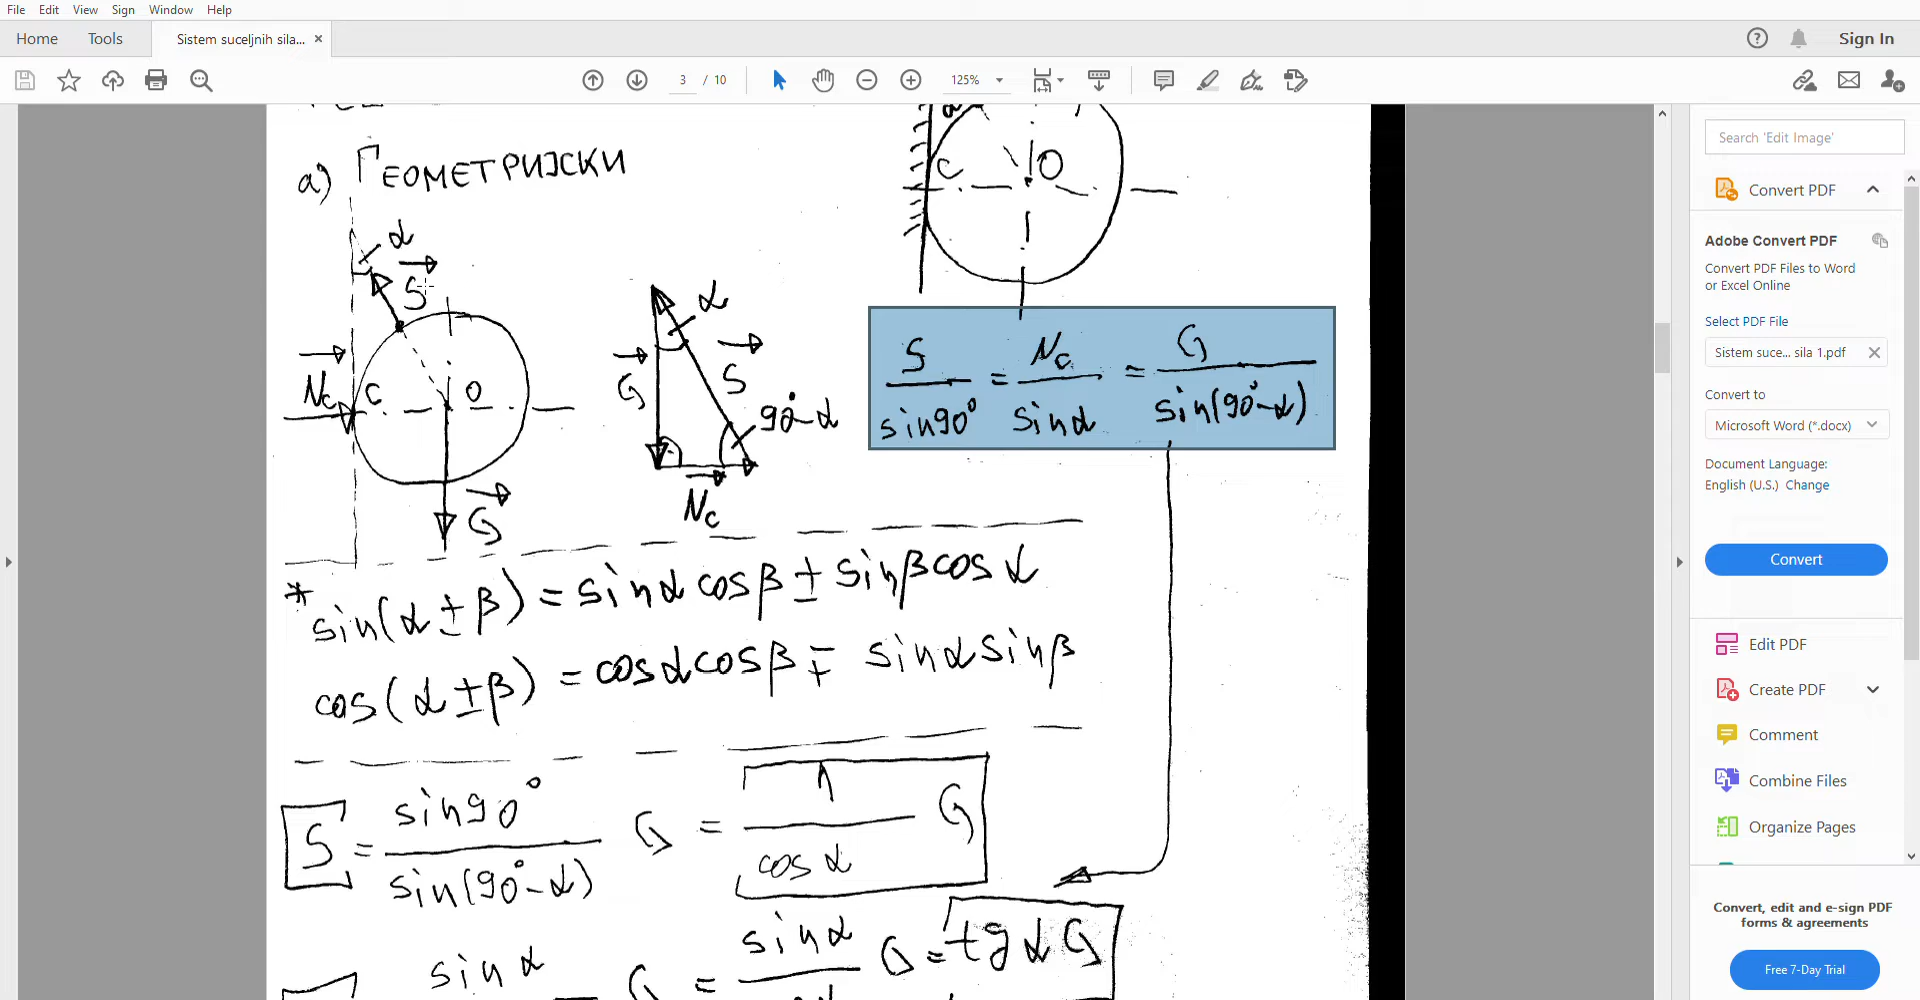 File Edit View Sign Window Help
Home Tools Sistem suceljnih sila... ×
Sign In
3 / 10
125%
а) ГЕОМЕТРИЈСКИ
C O
α
S
N_C C O
G
α
G S
90°-α
N_C
S/sin90° = N_C/sinα = G/sin(90°-α)
* sin(α±β) = sinα cosβ ± sinβ cosα
cos(α±β) = cosα cosβ ∓ sinα sinβ
S = sin90°/sin(90°-α) G = 1/cosα G
sinα G = sinα G = tgα G
Search 'Edit Image'
Convert PDF
Adobe Convert PDF
Convert PDF Files to Word
or Excel Online
Select PDF File
Sistem suce... sila 1.pdf
Convert to
Microsoft Word (*.docx)
Document Language:
English (U.S.) Change
Convert
Edit PDF
Create PDF
Comment
Combine Files
Organize Pages
Convert, edit and e-sign PDF
forms & agreements
Free 7-Day Trial